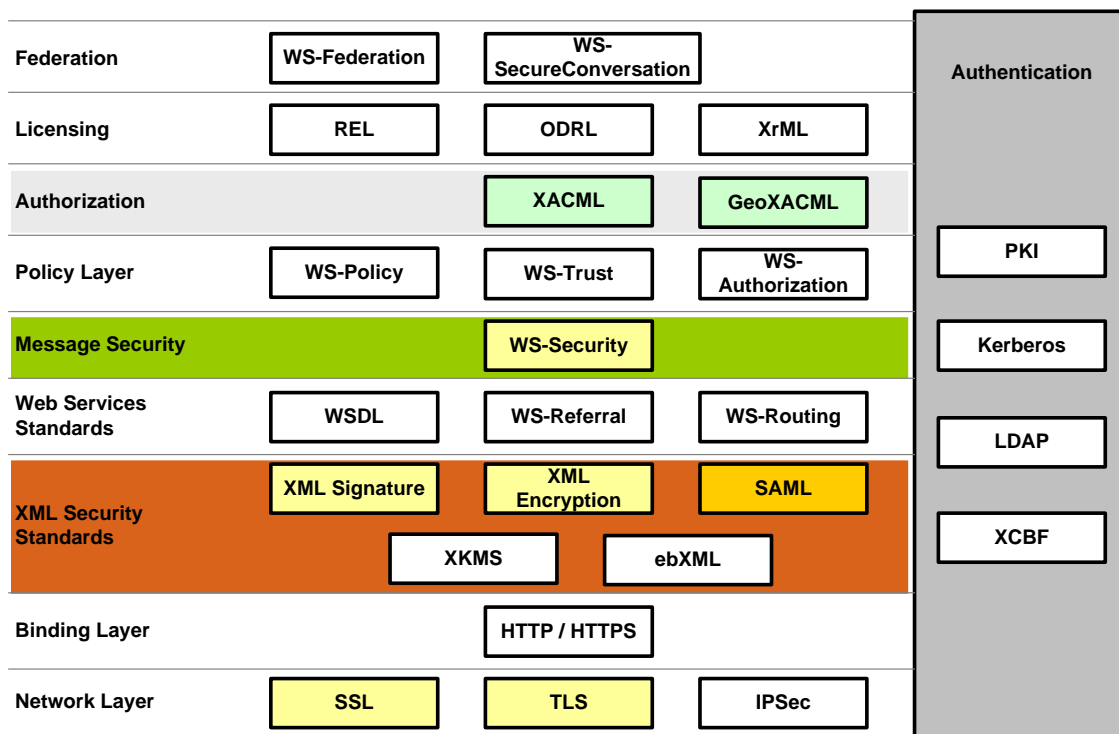 Federation
WS-Federation
WS-
SecureConversation
Authentication
Licensing
REL
ODRL
XrML
Authorization
XACML
GeoXACML
Policy Layer
WS-Policy
WS-Trust
WS-
Authorization
PKI
Message Security
WS-Security
Kerberos
Web Services
Standards
WSDL
WS-Referral
WS-Routing
LDAP
XML Security
Standards
XML Signature
XML
Encryption
SAML
XKMS
ebXML
XCBF
Binding Layer
HTTP / HTTPS
Network Layer
SSL
TLS
IPSec